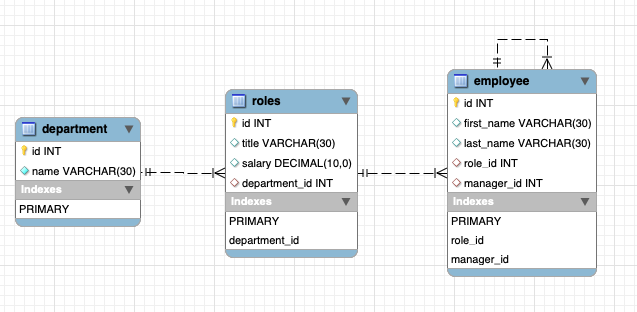 department
id INT
name VARCHAR(30)
Indexes
PRIMARY
roles
id INT
title VARCHAR(30)
salary DECIMAL(10,0)
department_id INT
Indexes
PRIMARY
department_id
employee
id INT
first_name VARCHAR(30)
last_name VARCHAR(30)
role_id INT
manager_id INT
Indexes
PRIMARY
role_id
manager_id